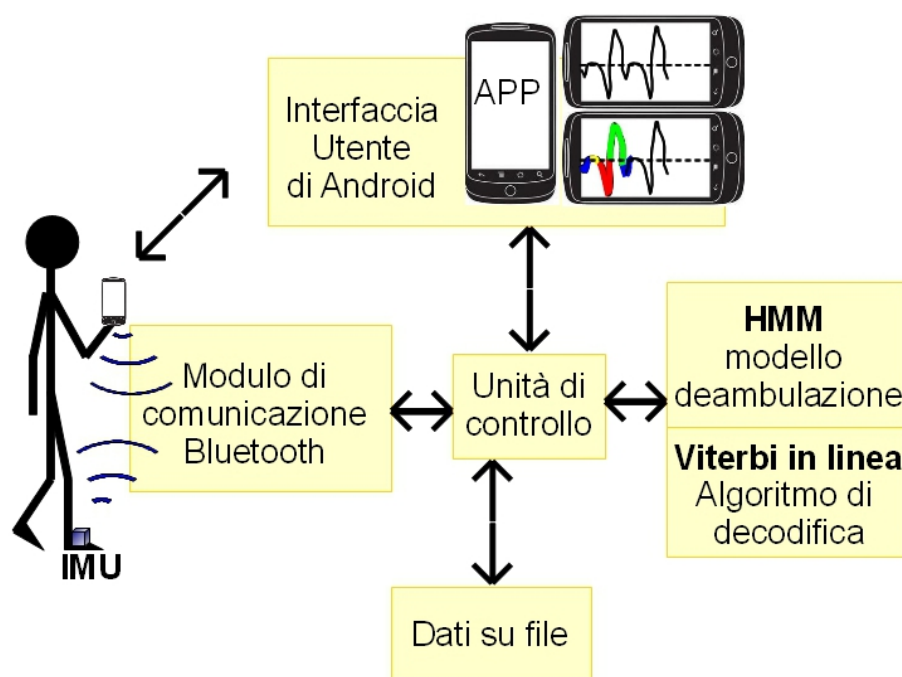 APP
Interfaccia
Utente
di Android
HMM
modello
deambulazione
Modulo di
comunicazione
Bluetooth
Unità di
controllo
Viterbi in linea
Algoritmo di
decodifica
IMU
Dati su file